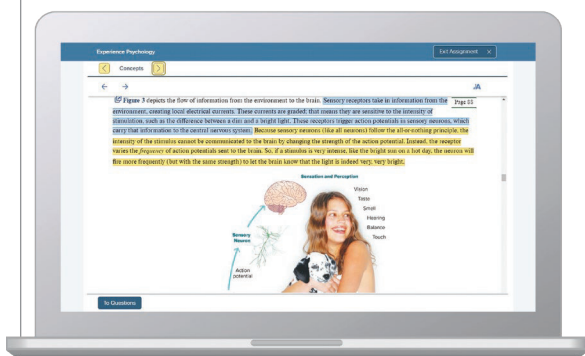 Experience Psychology
Exit Assignment X
Concepts
Figure 3 depicts the flow of information from the environment to the brain. Sensory receptors take in information from the
Page 85
environment, creating local electrical currents. These currents are graded; that means they are sensitive to the intensity of
stimulation, such as the difference between a dim and a bright light. These receptors trigger action potentials in sensory neurons, which
carry that information to the central nervous system. Because sensory neurons (like all neurons) follow the all-or-nothing principle, the
intensity of the stimulus cannot be communicated to the brain by changing the strength of the action potential. Instead, the receptor
varies the frequency of action potentials sent to the brain. So, if a stimulus is very intense, like the bright sun on a hot day, the neuron will
fire more frequently (but with the same strength) to let the brain know that the light is indeed very, very bright.
Sensation and Perception
Vision
Taste
Smell
Hearing
Balance
Touch
Sensory
Neuron
Action
potential
To Questions